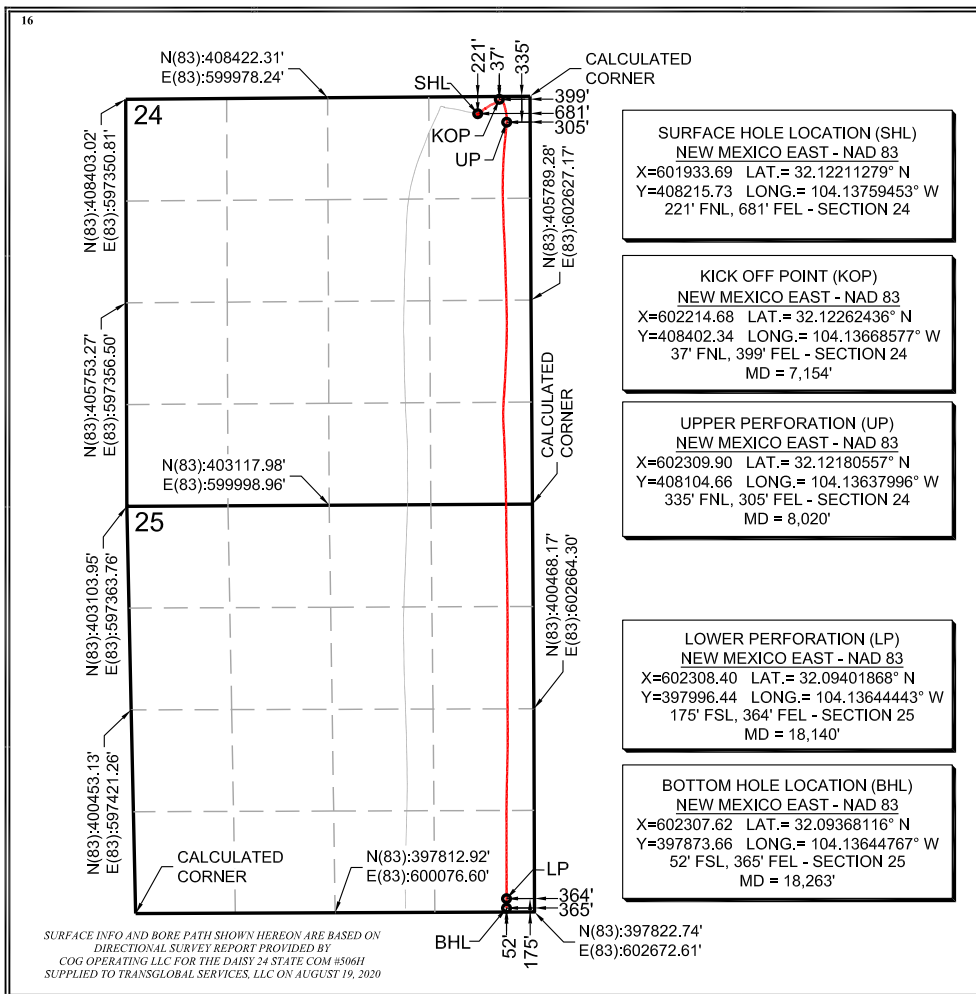 16
N(83):408422.31'
E(83):599978.24'
221'
37'
335'
CALCULATED
CORNER
SHL
399'
681'
305'
KOP
UP
24
N(83):408403.02'
E(83):597350.81'
N(83):405789.28'
E(83):602627.17'
N(83):405753.27'
E(83):597356.50'
CALCULATED
CORNER
N(83):403117.98'
E(83):599998.96'
25
N(83):403103.95'
E(83):597363.76'
N(83):400468.17'
E(83):602664.30'
N(83):400453.13'
E(83):597421.26'
CALCULATED
CORNER
N(83):397812.92'
E(83):600076.60'
LP
364'
365'
BHL
52'
175'
N(83):397822.74'
E(83):602672.61'
SURFACE HOLE LOCATION (SHL)
NEW MEXICO EAST - NAD 83
X=601933.69 LAT.= 32.12211279° N
Y=408215.73 LONG.= 104.13759453° W
221' FNL, 681' FEL - SECTION 24
KICK OFF POINT (KOP)
NEW MEXICO EAST - NAD 83
X=602214.68 LAT.= 32.12262436° N
Y=408402.34 LONG.= 104.13668577° W
37' FNL, 399' FEL - SECTION 24
MD = 7,154'
UPPER PERFORATION (UP)
NEW MEXICO EAST - NAD 83
X=602309.90 LAT.= 32.12180557° N
Y=408104.66 LONG.= 104.13637996° W
335' FNL, 305' FEL - SECTION 24
MD = 8,020'
LOWER PERFORATION (LP)
NEW MEXICO EAST - NAD 83
X=602308.40 LAT.= 32.09401868° N
Y=397996.44 LONG.= 104.13644443° W
175' FSL, 364' FEL - SECTION 25
MD = 18,140'
BOTTOM HOLE LOCATION (BHL)
NEW MEXICO EAST - NAD 83
X=602307.62 LAT.= 32.09368116° N
Y=397873.66 LONG.= 104.13644767° W
52' FSL, 365' FEL - SECTION 25
MD = 18,263'
SURFACE INFO AND BORE PATH SHOWN HEREON ARE BASED ON
DIRECTIONAL SURVEY REPORT PROVIDED BY
COG OPERATING LLC FOR THE DAISY 24 STATE COM #506H
SUPPLIED TO TRANSGLOBAL SERVICES, LLC ON AUGUST 19, 2020